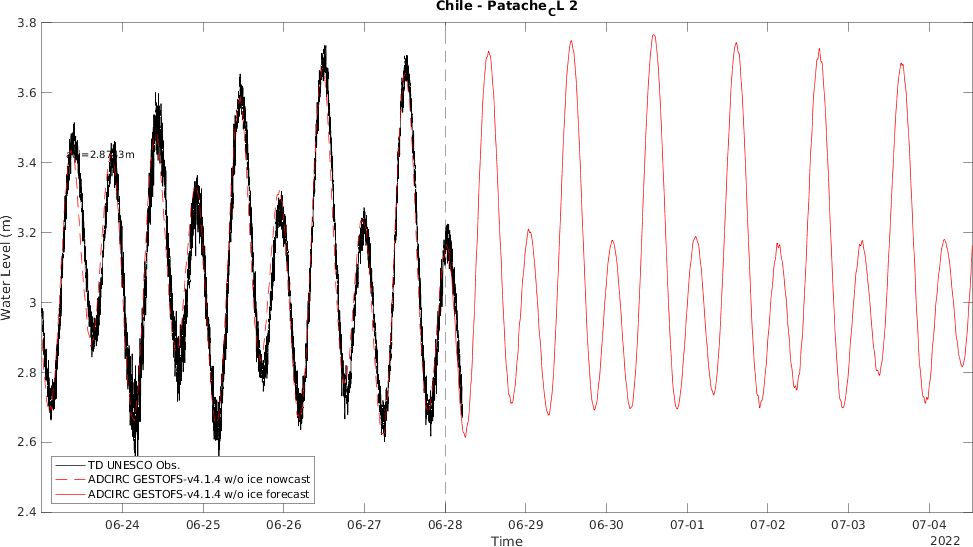 Chile - Patache_CL 2
3.8
3.6
3.4
3.2
3
2.8
2.6
2.4
Water Level (m)
=2.8
3m
TD UNESCO Obs.
ADCIRC GESTOFS-v4.1.4 w/o ice nowcast
ADCIRC GESTOFS-v4.1.4 w/o ice forecast
06-24 06-25 06-26 06-27 06-28 06-29 06-30 07-01 07-02 07-03 07-04
Time
2022